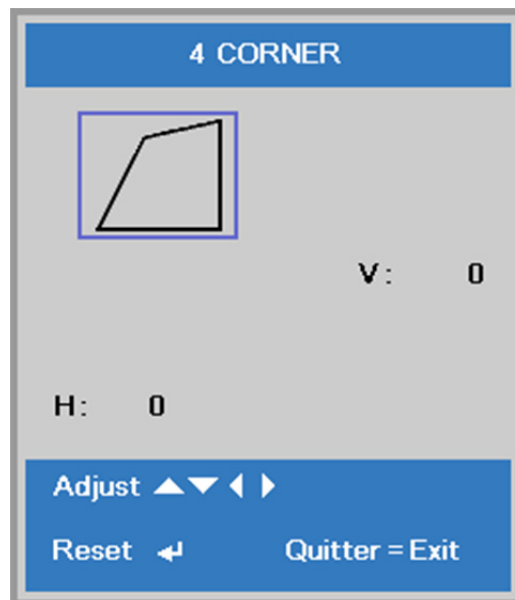 4 CORNER
V: 0
H: 0
Adjust ▲▼◀▶
Reset ↵ Quitter = Exit